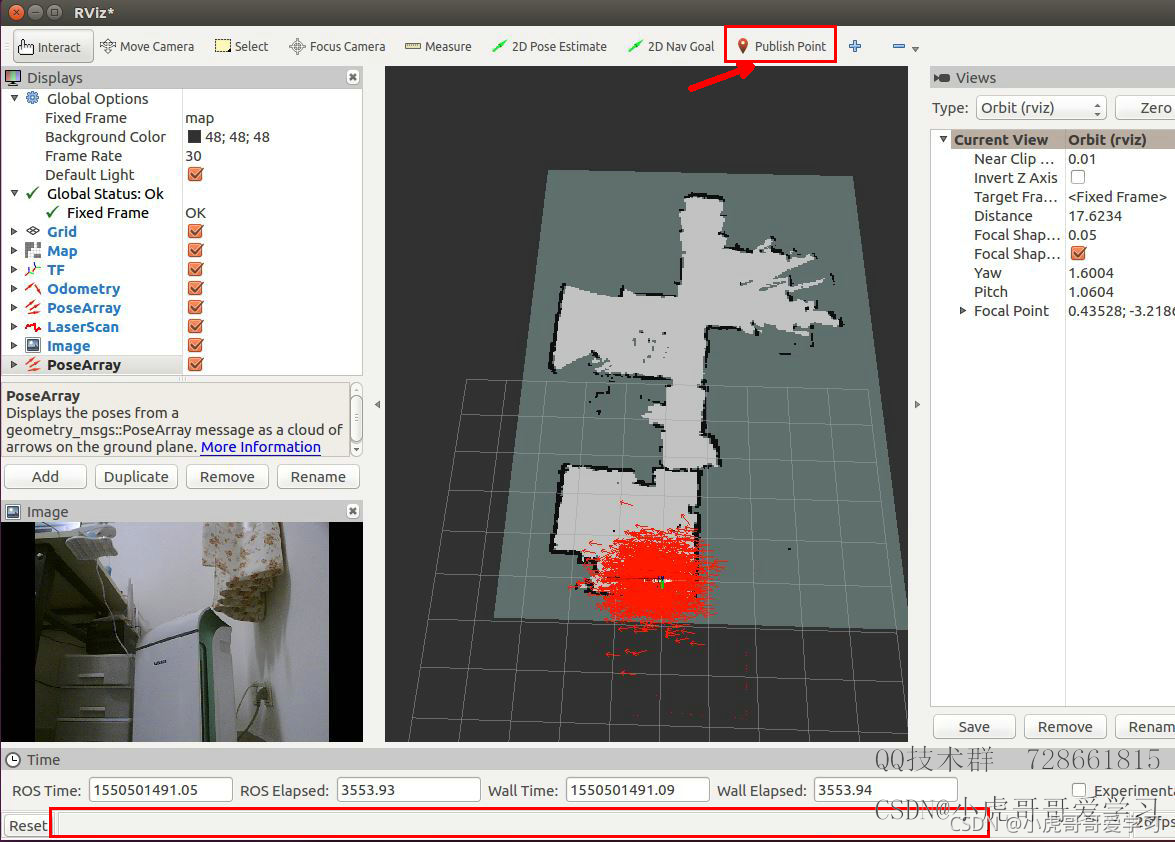 RViz*
Interact Move Camera Select Focus Camera Measure 2D Pose Estimate 2D Nav Goal Publish Point
Displays
Global Options
Fixed Frame map
Background Color 48; 48; 48
Frame Rate 30
Default Light
Global Status: Ok
Fixed Frame OK
Grid
Map
TF
Odometry
PoseArray
LaserScan
Image
PoseArray
PoseArray
Displays the poses from a
geometry_msgs::PoseArray message as a cloud of
arrows on the ground plane. More Information
Add Duplicate Remove Rename
Image
Views
Type: Orbit (rviz) Zero
Current View Orbit (rviz)
Near Clip ... 0.01
Invert Z Axis
Target Fra... <Fixed Frame>
Distance 17.6234
Focal Shap... 0.05
Focal Shap...
Yaw 1.6004
Pitch 1.0604
Focal Point 0.43528; -3.2186
Save Remove Renam
Time
QQ技术群 728661815
ROS Time: 1550501491.05 ROS Elapsed: 3553.93 Wall Time: 1550501491.09 Wall Elapsed: 3553.94 Experimenta
CSDN@小虎哥哥爱学习
Reset
CSDN @小虎哥哥爱学习